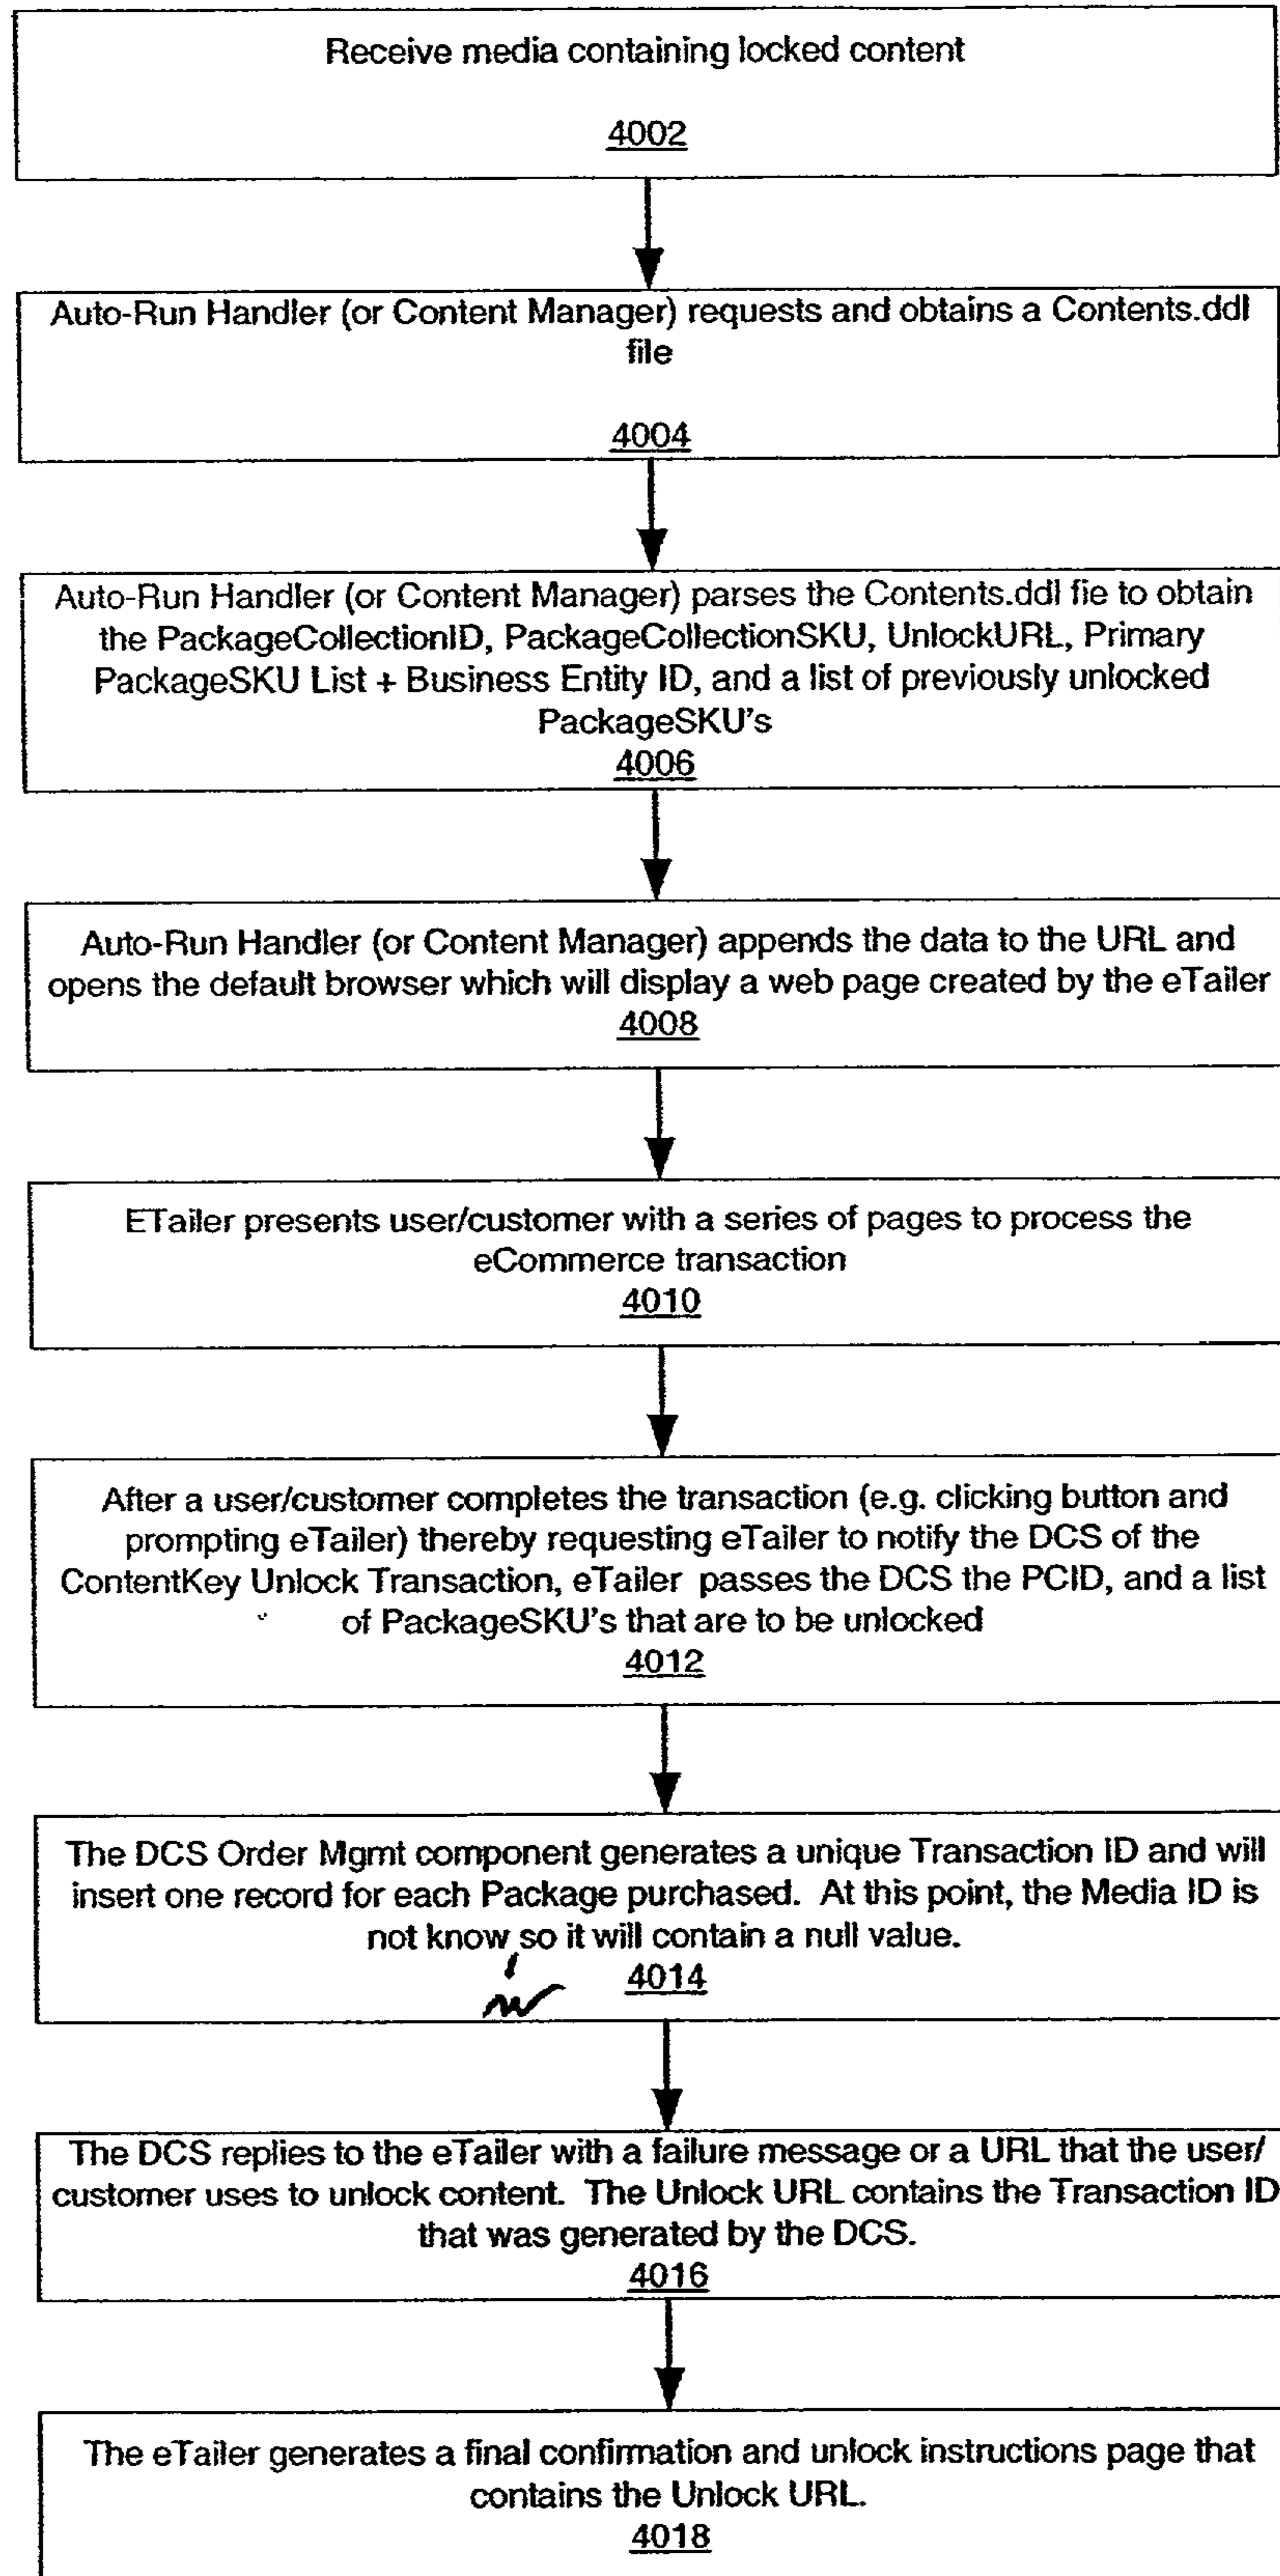 Receive media containing locked content
4002
Auto-Run Handler (or Content Manager) requests and obtains a Contents.ddl
file
4004
Auto-Run Handler (or Content Manager) parses the Contents.ddl fie to obtain
the PackageCollectionID, PackageCollectionSKU, UnlockURL, Primary
PackageSKU List + Business Entity ID, and a list of previously unlocked
PackageSKU's
4006
Auto-Run Handler (or Content Manager) appends the data to the URL and
opens the default browser which will display a web page created by the eTailer
4008
ETailer presents user/customer with a series of pages to process the
eCommerce transaction
4010
After a user/customer completes the transaction (e.g. clicking button and
prompting eTailer) thereby requesting eTailer to notify the DCS of the
ContentKey Unlock Transaction, eTailer passes the DCS the PCID, and a list
of PackageSKU's that are to be unlocked
4012
The DCS Order Mgmt component generates a unique Transaction ID and will
insert one record for each Package purchased. At this point, the Media ID is
not know so it will contain a null value.
4014
The DCS replies to the eTailer with a failure message or a URL that the user/
customer uses to unlock content. The Unlock URL contains the Transaction ID
that was generated by the DCS.
4016
The eTailer generates a final confirmation and unlock instructions page that
contains the Unlock URL.
4018